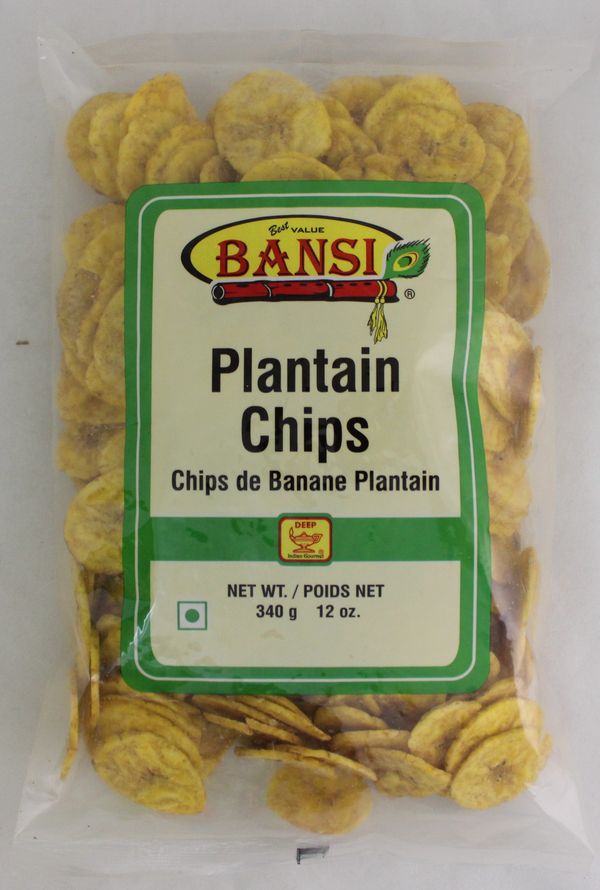 Best VALUE
BANSI
®
Plantain
Chips
Chips de Banane Plantain
DEEP
Indian Gourmet
®
NET WT. / POIDS NET
340 g 12 oz.